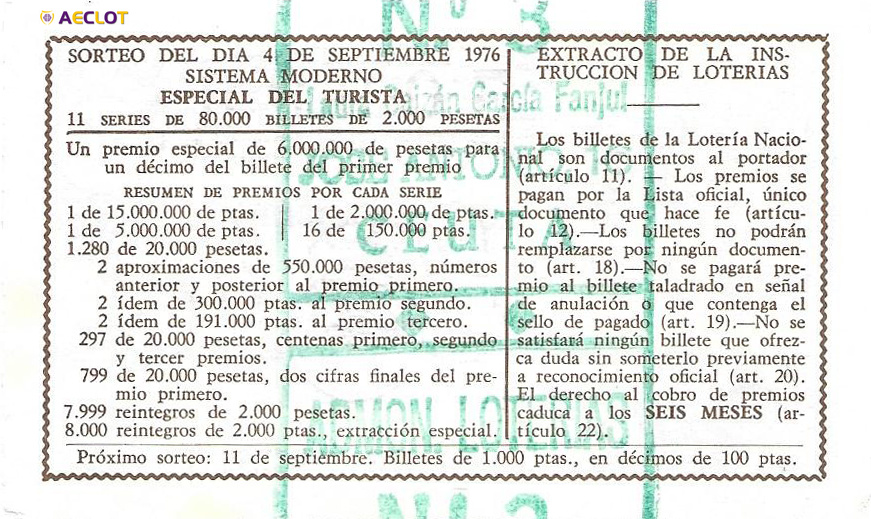 AECLOT
Nº 3
SORTEO DEL DIA 4 DE SEPTIEMBRE 1976
SISTEMA MODERNO
ESPECIAL DEL TURISTA
11 SERIES DE 80.000 BILLETES DE 2.000 PESETAS
Un premio especial de 6.000.000 de pesetas para
un décimo del billete del primer premio
RESUMEN DE PREMIOS POR CADA SERIE
1 de 15.000.000 de ptas. | 1 de 2.000.000 de ptas.
1 de 5.000.000 de ptas. | 16 de 150.000 ptas.
1.280 de 20.000 pesetas.
2 aproximaciones de 550.000 pesetas, números
anterior y posterior al premio primero.
2 ídem de 300.000 ptas. al premio segundo.
2 ídem de 191.000 ptas. al premio tercero.
297 de 20.000 pesetas, centenas primero, segundo
y tercer premios.
799 de 20.000 pesetas, dos cifras finales del pre-
mio primero.
7.999 reintegros de 2.000 pesetas.
8.000 reintegros de 2.000 ptas., extracción especial.
EXTRACTO DE LA INS-
TRUCCION DE LOTERIAS
Los billetes de la Lotería Nacio-
nal son documentos al portador
(artículo 11). — Los premios se
pagan por la Lista oficial, único
documento que hace fe (artícu-
lo 12).—Los billetes no podrán
remplazarse por ningún documen-
to (art. 18).—No se pagará pre-
mio al billete taladrado en señal
de anulación o que contenga el
sello de pagado (art. 19).—No se
satisfará ningún billete que ofrez-
ca duda sin someterlo previamente
a reconocimiento oficial (art. 20).
El derecho al cobro de premios
caduca a los SEIS MESES (ar-
tículo 22).
Próximo sorteo: 11 de septiembre. Billetes de 1.000 ptas., en décimos de 100 ptas.
García Fanjul
JOSE ANTONIO,
CEUTA
ADMON. LOTERIAS
Nº 3